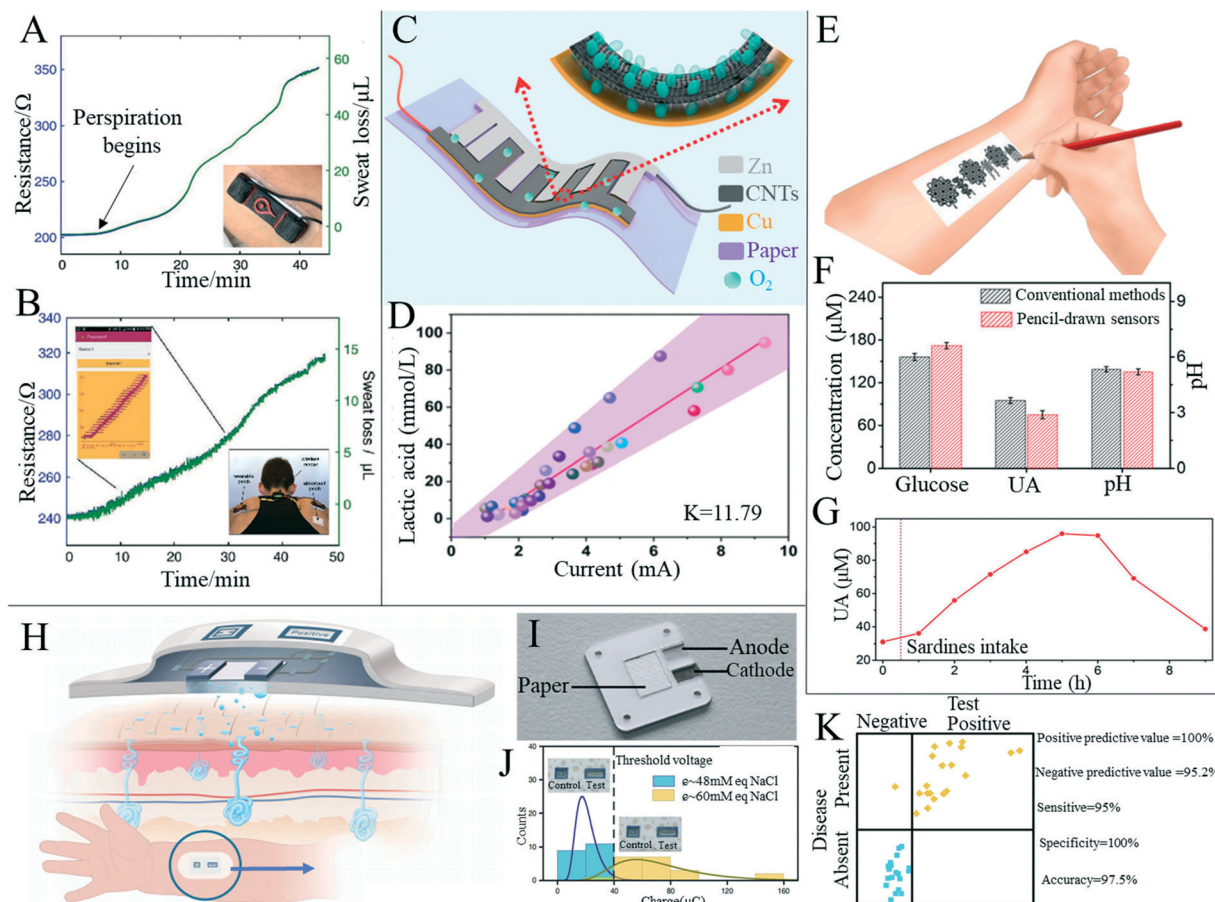 A
Resistance/Ω
350
300
250
200
Perspiration
begins
60
40
20
0
Sweat loss/µL
0 10 20 30 40
Time/min
B
Resistance/Ω
340
320
300
280
260
240
15
10
5
0
Sweat loss / µL
0 10 20 30 40 50
Time/min
C
Zn
CNTs
Cu
Paper
O2
D
Lactic acid (mmol/L)
100
80
60
40
20
0
K=11.79
0 2 4 6 8 10
Current (mA)
E
F
Concentration (µM)
240
180
120
60
0
Conventional methods
Pencil-drawn sensors
9
6
3
0
pH
Glucose UA pH
G
UA (µM)
100
80
60
40
20
Sardines intake
0 2 4 6 8
Time (h)
H
Positive
+ -
I
Anode
Cathode
Paper
J
Counts
40
30
20
10
0
Threshold voltage
ø~48mM eq NaCl
ø~60mM eq NaCl
Control Test
Control Test
0 40 80 120 160
Charge(µC)
K
Test
Negative Positive
Disease
Present
Absent
Positive predictive value =100%
Negative predictive value =95.2%
Sensitive=95%
Specificity=100%
Accuracy=97.5%